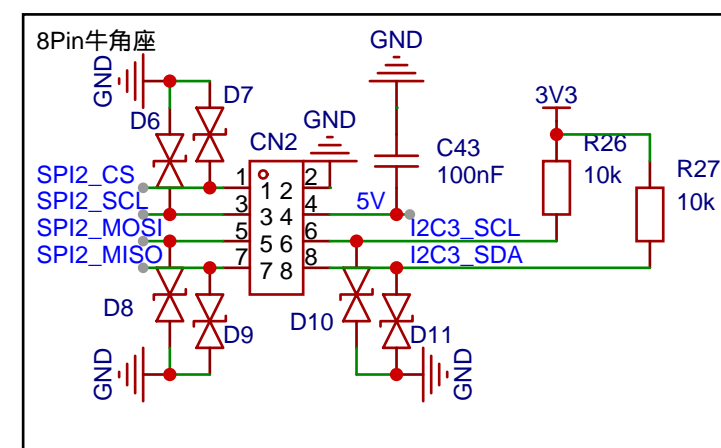 8Pin牛角座
GND
GND
D6
D7
CN2
GND
C43
100nF
3V3
R26
10k
R27
10k
SPI2_CS
SPI2_SCL
SPI2_MOSI
SPI2_MISO
1
3
5
7
1 2
3 4
5 6
7 8
2
4
6
8
5V
I2C3_SCL
I2C3_SDA
D8
D9
D10
D11
GND
GND